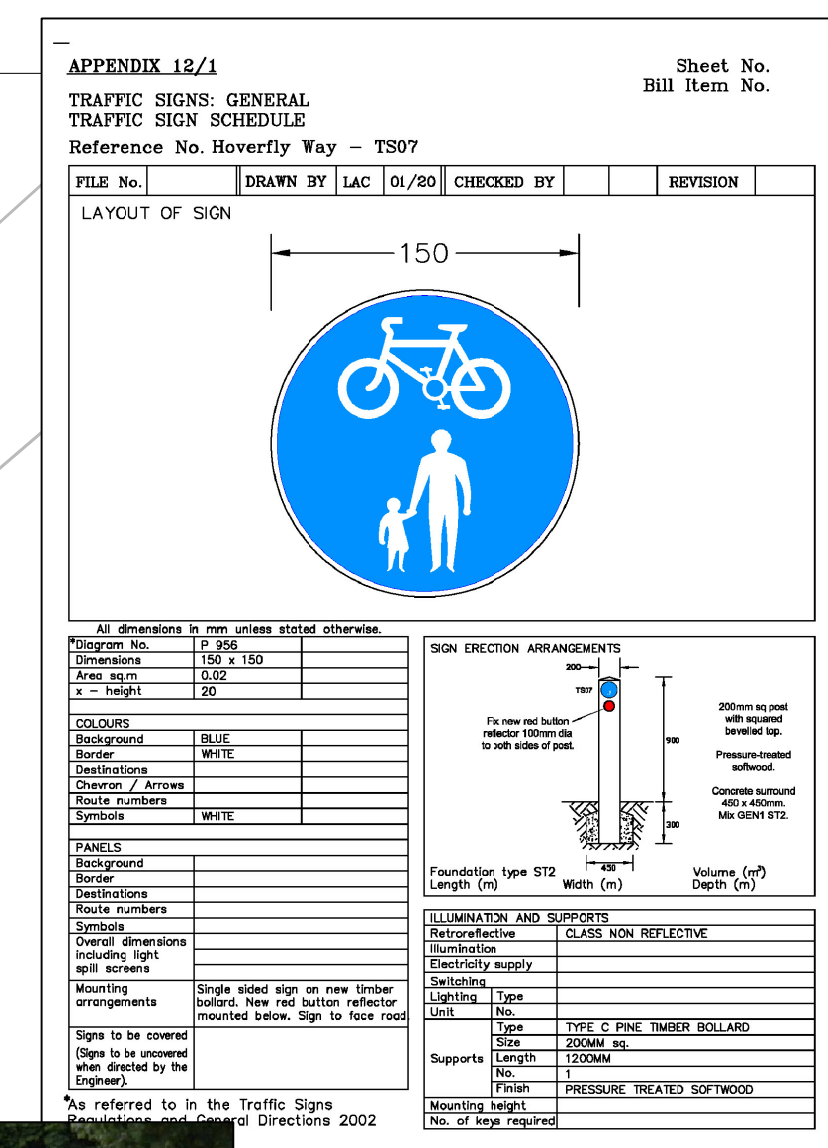 APPENDIX 12/1
Sheet No.
Bill Item No.
TRAFFIC SIGNS: GENERAL
TRAFFIC SIGN SCHEDULE
Reference No. Hoverfly Way – TS07
FILE No. DRAWN BY LAC 01/20 CHECKED BY REVISION
LAYOUT OF SIGN
150
All dimensions in mm unless stated otherwise.
*Diagram No. P 956
Dimensions 150 x 150
Area sq.m 0.02
x – height 20
COLOURS
Background BLUE
Border WHITE
Destinations
Chevron / Arrows
Route numbers
Symbols WHITE
PANELS
Background
Border
Destinations
Route numbers
Symbols
Overall dimensions
including light
spill screens
Mounting
arrangements
Single sided sign on new timber
bollard. New red button reflector
mounted below. Sign to face road
Signs to be covered
(Signs to be uncovered
when directed by the
Engineer).
*As referred to in the Traffic Signs
Regulations and General Directions 2002
SIGN ERECTION ARRANGEMENTS
200
TS07
Fix new red button
refector 100mm dia
to both sides of post.
900
300
450
200mm sq post
with squared
bevelled top.
Pressure-treated
softwood.
Concrete surround
450 x 450mm.
Mix GEN1 ST2.
Foundation type ST2 Volume (m³)
Length (m) Width (m) Depth (m)
ILLUMINATION AND SUPPORTS
Retroreflective CLASS NON REFLECTIVE
Illumination
Electricity supply
Switching
Lighting Type
Unit No.
Supports
Type TYPE C PINE TIMBER BOLLARD
Size 200MM sq.
Length 1200MM
No. 1
Finish PRESSURE TREATED SOFTWOOD
Mounting height
No. of keys required